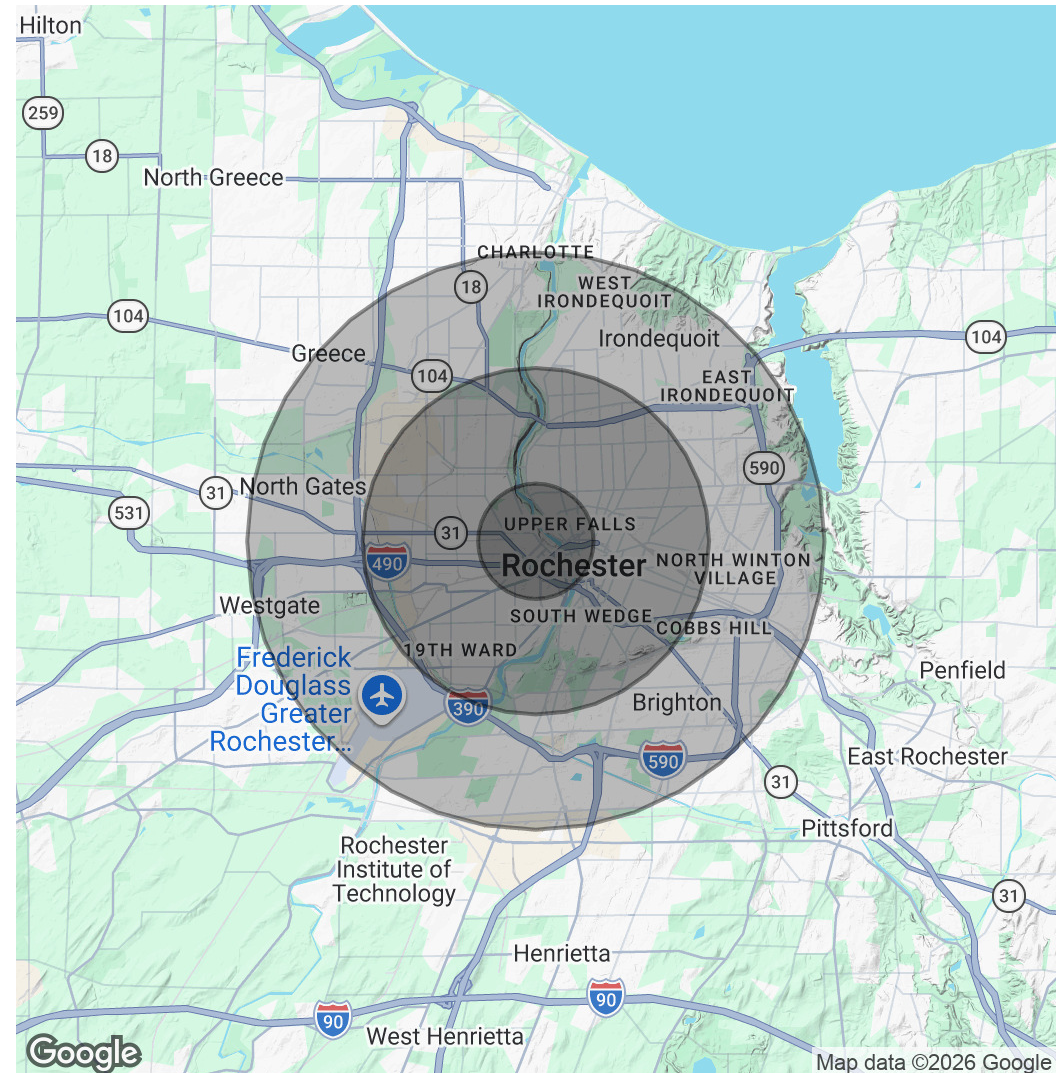 Hilton
259
18
North Greece
CHARLOTTE
18
WEST
IRONDEQUOIT
104
Irondequoit
104
Greece
104
EAST
IRONDEQUOIT
590
North Gates
31
531
UPPER FALLS
31
Rochester
490
NORTH WINTON
VILLAGE
Westgate
SOUTH WEDGE
COBBS HILL
19TH WARD
Frederick
Douglass
Greater
Rochester...
Penfield
Brighton
390
590
East Rochester
31
Pittsford
Rochester
Institute of
Technology
31
Henrietta
90
90
West Henrietta
Google
Map data ©2026 Google